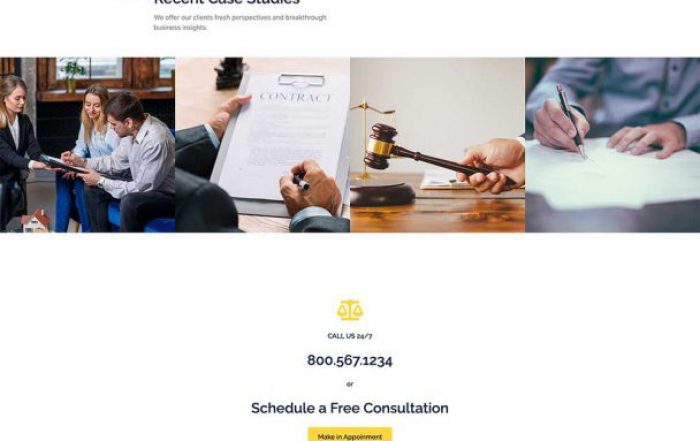 Recent Case Studies
We offer our clients fresh perspectives and breakthrough
business insights.
CONTRACT
CALL US 24/7
800.567.1234
or
Schedule a Free Consultation
Make in Appoinment